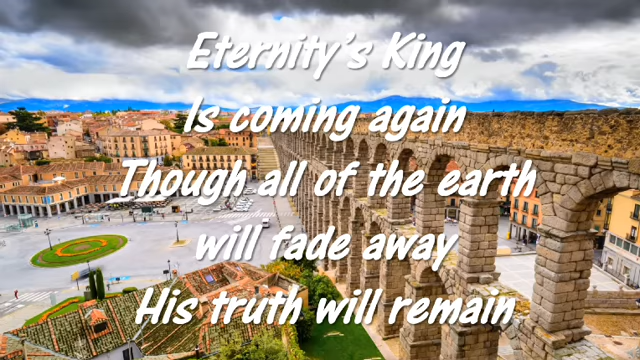 Eternity's King
Is coming again
Though all of the earth
will fade away
His truth will remain